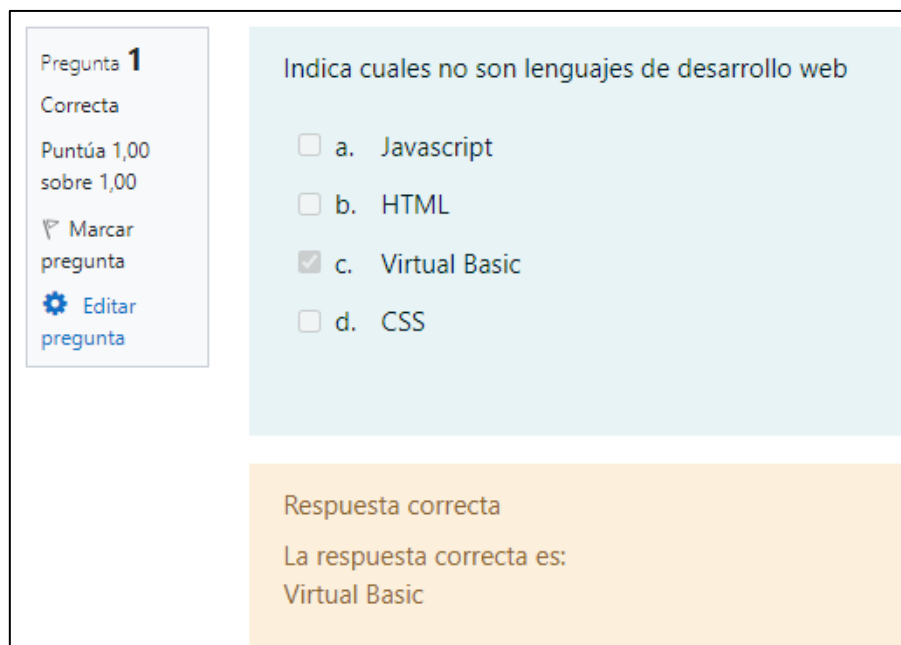 Pregunta 1
Correcta
Puntúa 1,00
sobre 1,00
Marcar
pregunta
Editar
pregunta
Indica cuales no son lenguajes de desarrollo web
a. Javascript
b. HTML
c. Virtual Basic
d. CSS
Respuesta correcta
La respuesta correcta es:
Virtual Basic